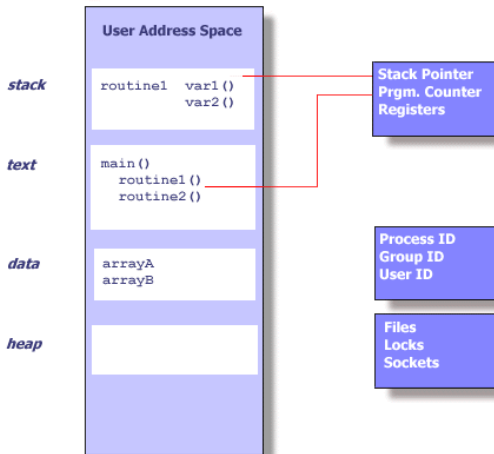 User Address Space
stack
routine1 var1()
var2()
text
main()
routine1()
routine2()
data
arrayA
arrayB
heap
Stack Pointer
Prgm. Counter
Registers
Process ID
Group ID
User ID
Files
Locks
Sockets